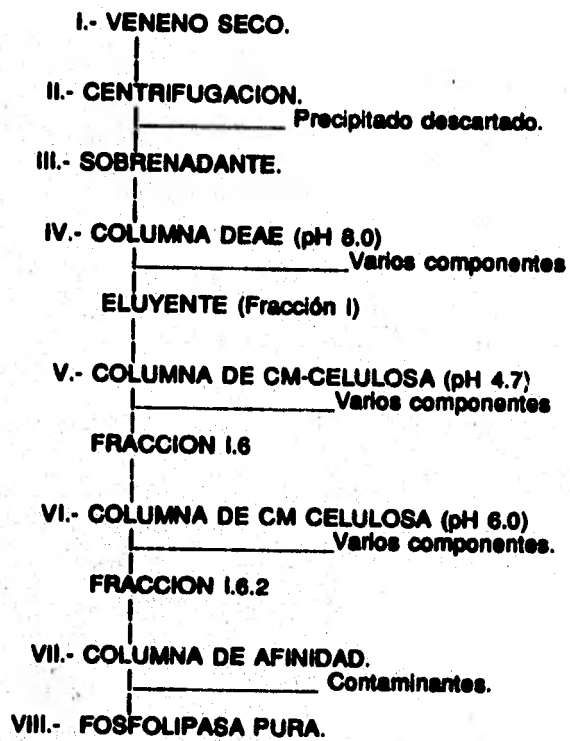 I.- VENENO SECO.
II.- CENTRIFUGACION.
Precipitado descartado.
III.- SOBRENADANTE.
IV.- COLUMNA DEAE (pH 8.0)
Varios componentes
ELUYENTE (Fracción I)
V.- COLUMNA DE CM-CELULOSA (pH 4.7)
Varios componentes
FRACCION I.6
VI.- COLUMNA DE CM CELULOSA (pH 6.0)
Varios componentes.
FRACCION I.6.2
VII.- COLUMNA DE AFINIDAD.
Contaminantes.
VIII.- FOSFOLIPASA PURA.